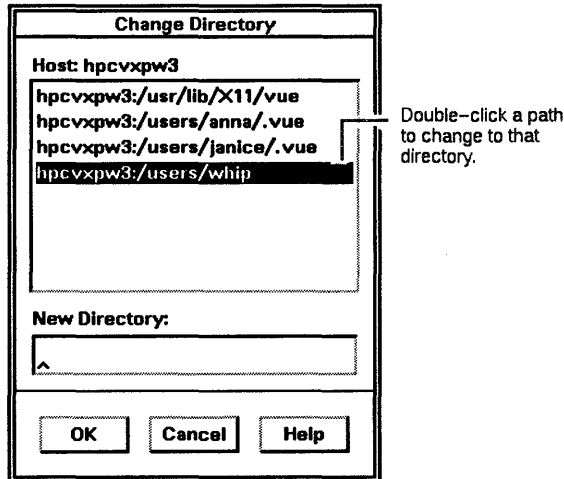 Change Directory
Host: hpcvxpw3
hpcvxpw3:/usr/lib/X11/vue
hpcvxpw3:/users/anna/.vue
hpcvxpw3:/users/janice/.vue
hpcvxpw3:/users/whip
Double–click a path
to change to that
directory.
New Directory:
OK Cancel Help